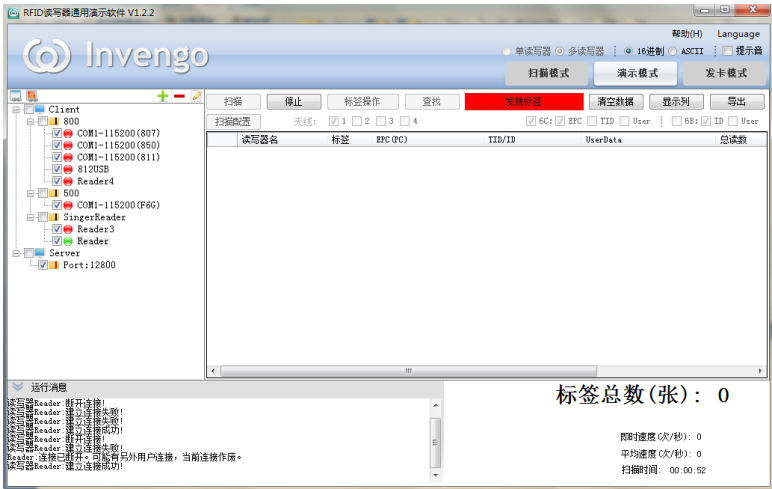 RFID读写器通用演示软件 V1.2.2
帮助(H) Language
Invengo
单读写器 多读写器 16进制 ASCII 提示音
扫描模式 演示模式 发卡模式
扫描 停止 标签操作 查找 发现标签 清空数据 显示列 导出
扫描配置 天线: 1 2 3 4 6C: EPC TID User 6B: ID User
读写器名 标签 EPC(PC) TID/ID UserData 总读数
Client
800
COM1-115200(807)
COM1-115200(850)
COM1-115200(811)
812USB
Reader4
500
COM1-115200(F6G)
SingerReader
Reader3
Reader
Server
Port:12800
运行消息
读写器Reader:断开连接!
读写器Reader:建立连接失败!
读写器Reader:建立连接失败!
读写器Reader:建立连接成功!
读写器Reader:断开连接!
读写器Reader:建立连接失败!
Reader:连接已断开。可能有另外用户连接，当前连接作废。
读写器Reader:建立连接成功!
标签总数(张): 0
即时速度(次/秒): 0
平均速度(次/秒): 0
扫描时间: 00:00:52